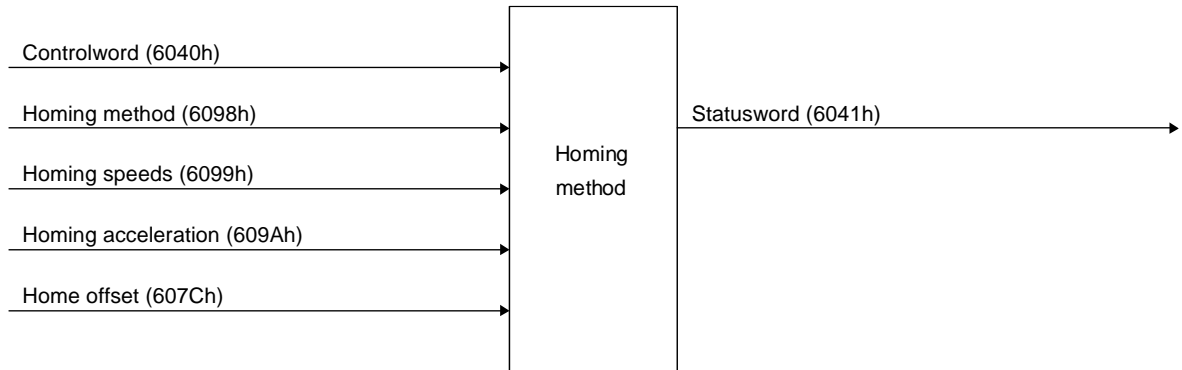 Controlword (6040h)
Homing method (6098h)
Homing speeds (6099h)
Homing acceleration (609Ah)
Home offset (607Ch)
Homing
method
Statusword (6041h)